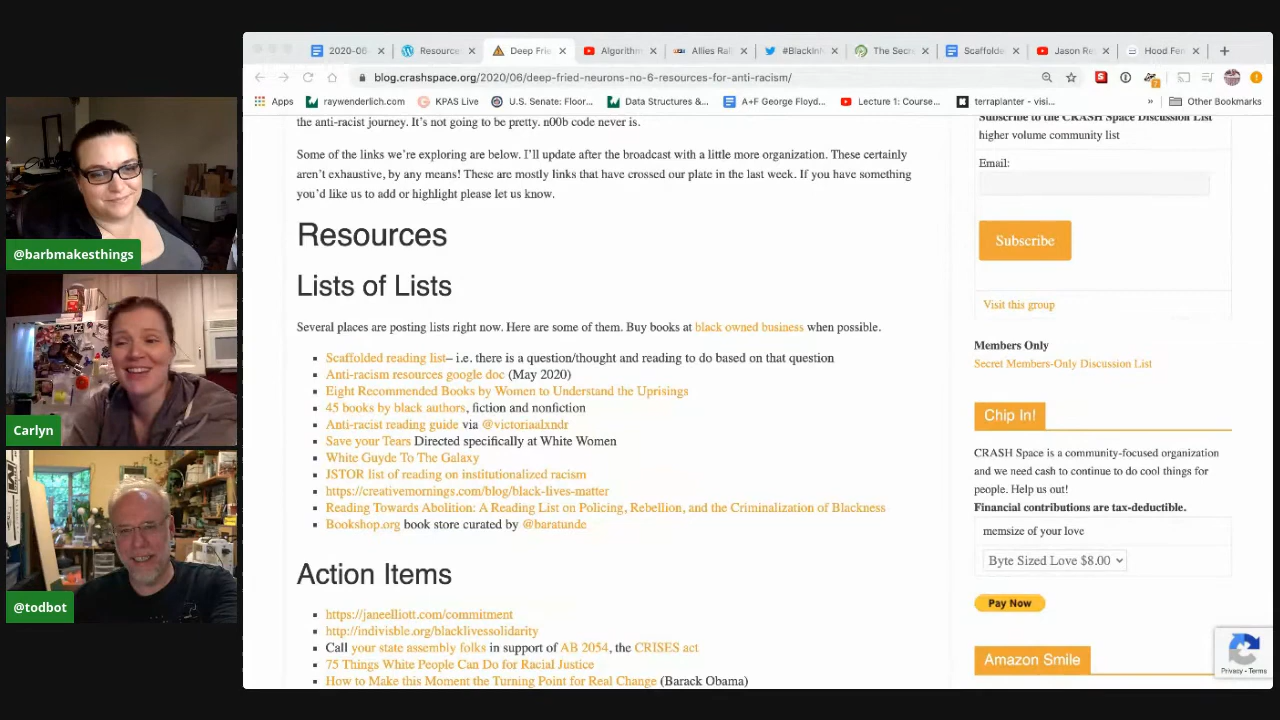 2020-06-
Resource
Deep Frie
Algorithm
Allies Ral
#BlackInf
The Secre
Scaffolde
Jason Re
Hood Fem
blog.crashspace.org/2020/06/deep-fried-neurons-no-6-resources-for-anti-racism/
Apps
raywenderlich.com
KPAS Live
U.S. Senate: Floor...
Data Structures &...
A+F George Floyd...
Lecture 1: Course...
terraplanter - visi...
»
Other Bookmarks
the anti-racist journey. It's not going to be pretty. n00b code never is.
Some of the links we're exploring are below. I'll update after the broadcast with a little more organization. These certainly
aren't exhaustive, by any means! These are mostly links that have crossed our plate in the last week. If you have something
you'd like us to add or highlight please let us know.
Resources
Lists of Lists
Several places are posting lists right now. Here are some of them. Buy books at black owned business when possible.
Scaffolded reading list– i.e. there is a question/thought and reading to do based on that question
Anti-racism resources google doc (May 2020)
Eight Recommended Books by Women to Understand the Uprisings
45 books by black authors, fiction and nonfiction
Anti-racist reading guide via @victoriaalxndr
Save your Tears Directed specifically at White Women
White Guyde To The Galaxy
JSTOR list of reading on institutionalized racism
https://creativemornings.com/blog/black-lives-matter
Reading Towards Abolition: A Reading List on Policing, Rebellion, and the Criminalization of Blackness
Bookshop.org book store curated by @baratunde
Action Items
https://janeelliott.com/commitment
http://indivisble.org/blacklivessolidarity
Call your state assembly folks in support of AB 2054, the CRISES act
75 Things White People Can Do for Racial Justice
How to Make this Moment the Turning Point for Real Change (Barack Obama)
Subscribe to the CRASH Space Discussion List
higher volume community list
Email:
Subscribe
Visit this group
Members Only
Secret Members-Only Discussion List
Chip In!
CRASH Space is a community-focused organization
and we need cash to continue to do cool things for
people. Help us out!
Financial contributions are tax-deductible.
memsize of your love
Byte Sized Love $8.00
Pay Now
Amazon Smile
Privacy - Terms
@barbmakesthings
Carlyn
@todbot